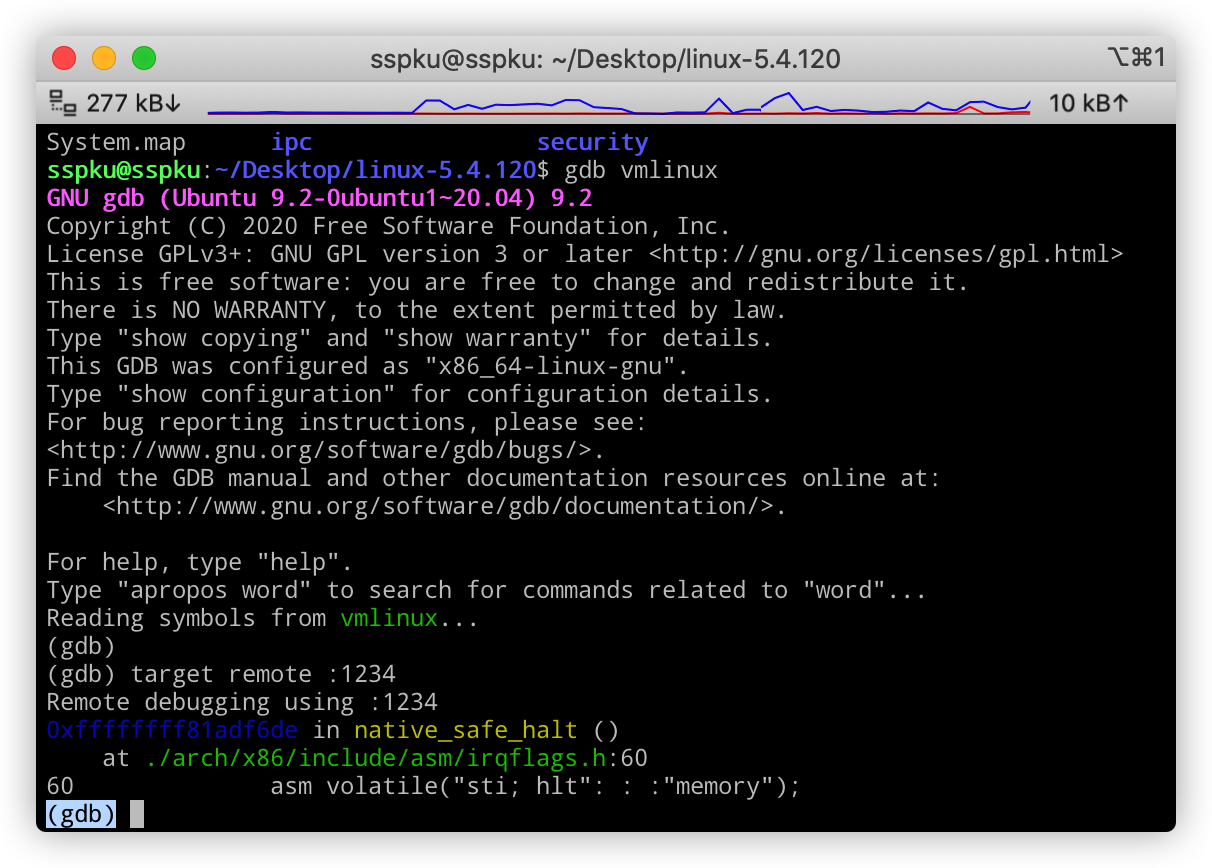 sspku@sspku: ~/Desktop/linux-5.4.120 ⌥⌘1
277 kB↓ 10 kB↑
System.map ipc security
sspku@sspku:~/Desktop/linux-5.4.120$ gdb vmlinux
GNU gdb (Ubuntu 9.2-0ubuntu1~20.04) 9.2
Copyright (C) 2020 Free Software Foundation, Inc.
License GPLv3+: GNU GPL version 3 or later <http://gnu.org/licenses/gpl.html>
This is free software: you are free to change and redistribute it.
There is NO WARRANTY, to the extent permitted by law.
Type "show copying" and "show warranty" for details.
This GDB was configured as "x86_64-linux-gnu".
Type "show configuration" for configuration details.
For bug reporting instructions, please see:
<http://www.gnu.org/software/gdb/bugs/>.
Find the GDB manual and other documentation resources online at:
    <http://www.gnu.org/software/gdb/documentation/>.

For help, type "help".
Type "apropos word" to search for commands related to "word"...
Reading symbols from vmlinux...
(gdb)
(gdb) target remote :1234
Remote debugging using :1234
0xffffffff81adf6de in native_safe_halt ()
    at ./arch/x86/include/asm/irqflags.h:60
60              asm volatile("sti; hlt": : :"memory");
(gdb)